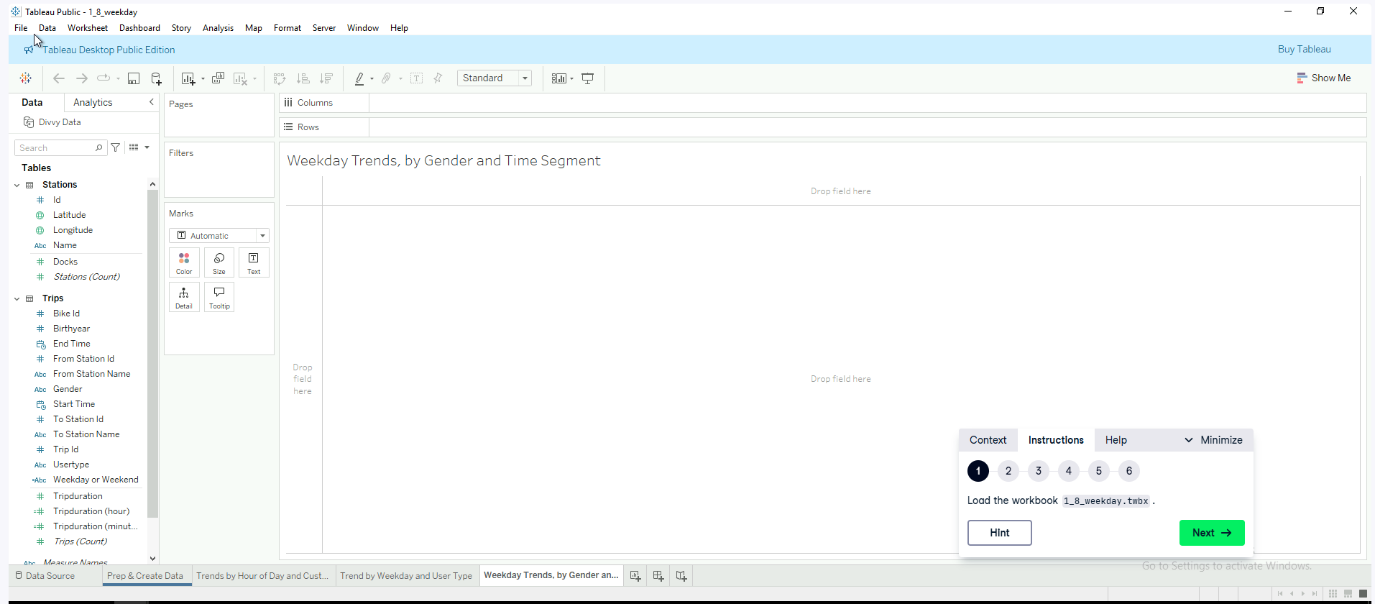 Tableau Public - 1_8_weekday
File Data Worksheet Dashboard Story Analysis Map Format Server Window Help
Tableau Desktop Public Edition Buy Tableau
Standard Show Me
Data Analytics
Divvy Data
Search
Tables
Stations
# Id
Latitude
Longitude
Abc Name
# Docks
# Stations (Count)
Trips
# Bike Id
# Birthyear
End Time
# From Station Id
Abc From Station Name
Abc Gender
Start Time
# To Station Id
Abc To Station Name
# Trip Id
Abc Usertype
=Abc Weekday or Weekend
# Tripduration
=# Tripduration (hour)
=# Tripduration (minut...
# Trips (Count)
Abc Measure Names
Pages
Filters
Marks
T Automatic
Color Size Text
Detail Tooltip
Columns
Rows
Weekday Trends, by Gender and Time Segment
Drop field here
Drop
field
here
Drop field here
Context Instructions Help Minimize
1 2 3 4 5 6
Load the workbook 1_8_weekday.twbx .
Hint Next →
Go to Settings to activate Windows.
Data Source Prep & Create Data Trends by Hour of Day and Cust... Trend by Weekday and User Type Weekday Trends, by Gender an...